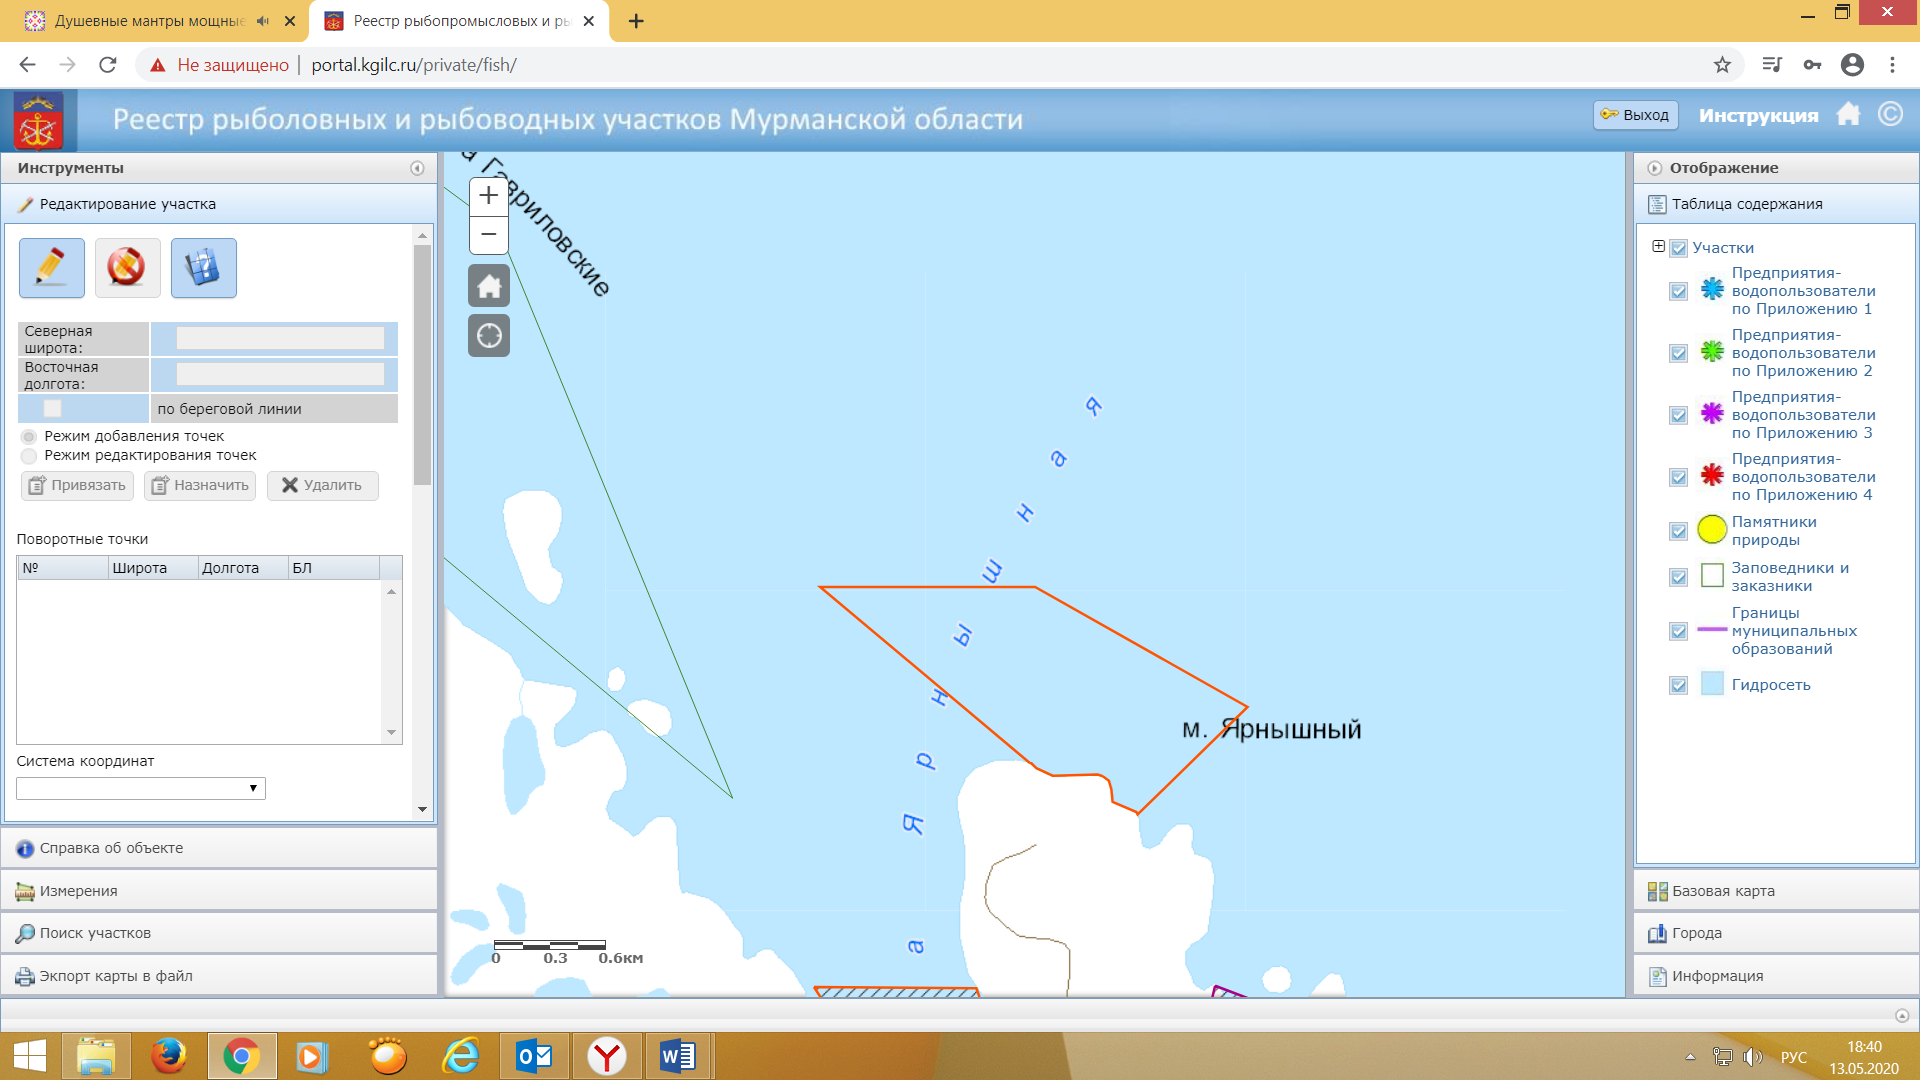 Душевные мантры мощные
Реестр рыбопромысловых и ры
Не защищено
portal.kgilc.ru/private/fish/
Реестр рыболовных и рыбоводных участков Мурманской области
Выход
Инструкция
Инструменты
Редактирование участка
Северная
широта:
Восточная
долгота:
по береговой линии
Режим добавления точек
Режим редактирования точек
Привязать
Назначить
Удалить
Поворотные точки
№ Широта Долгота БЛ
Система координат
Справка об объекте
Измерения
Поиск участков
Экспорт карты в файл
а Гавриловские
а Ярнышная
м. Ярнышный
0 0.3 0.6км
Отображение
Таблица содержания
Участки
Предприятия-
водопользователи
по Приложению 1
Предприятия-
водопользователи
по Приложению 2
Предприятия-
водопользователи
по Приложению 3
Предприятия-
водопользователи
по Приложению 4
Памятники
природы
Заповедники и
заказники
Границы
муниципальных
образований
Гидросеть
Базовая карта
Города
Информация
РУС
18:40
13.05.2020